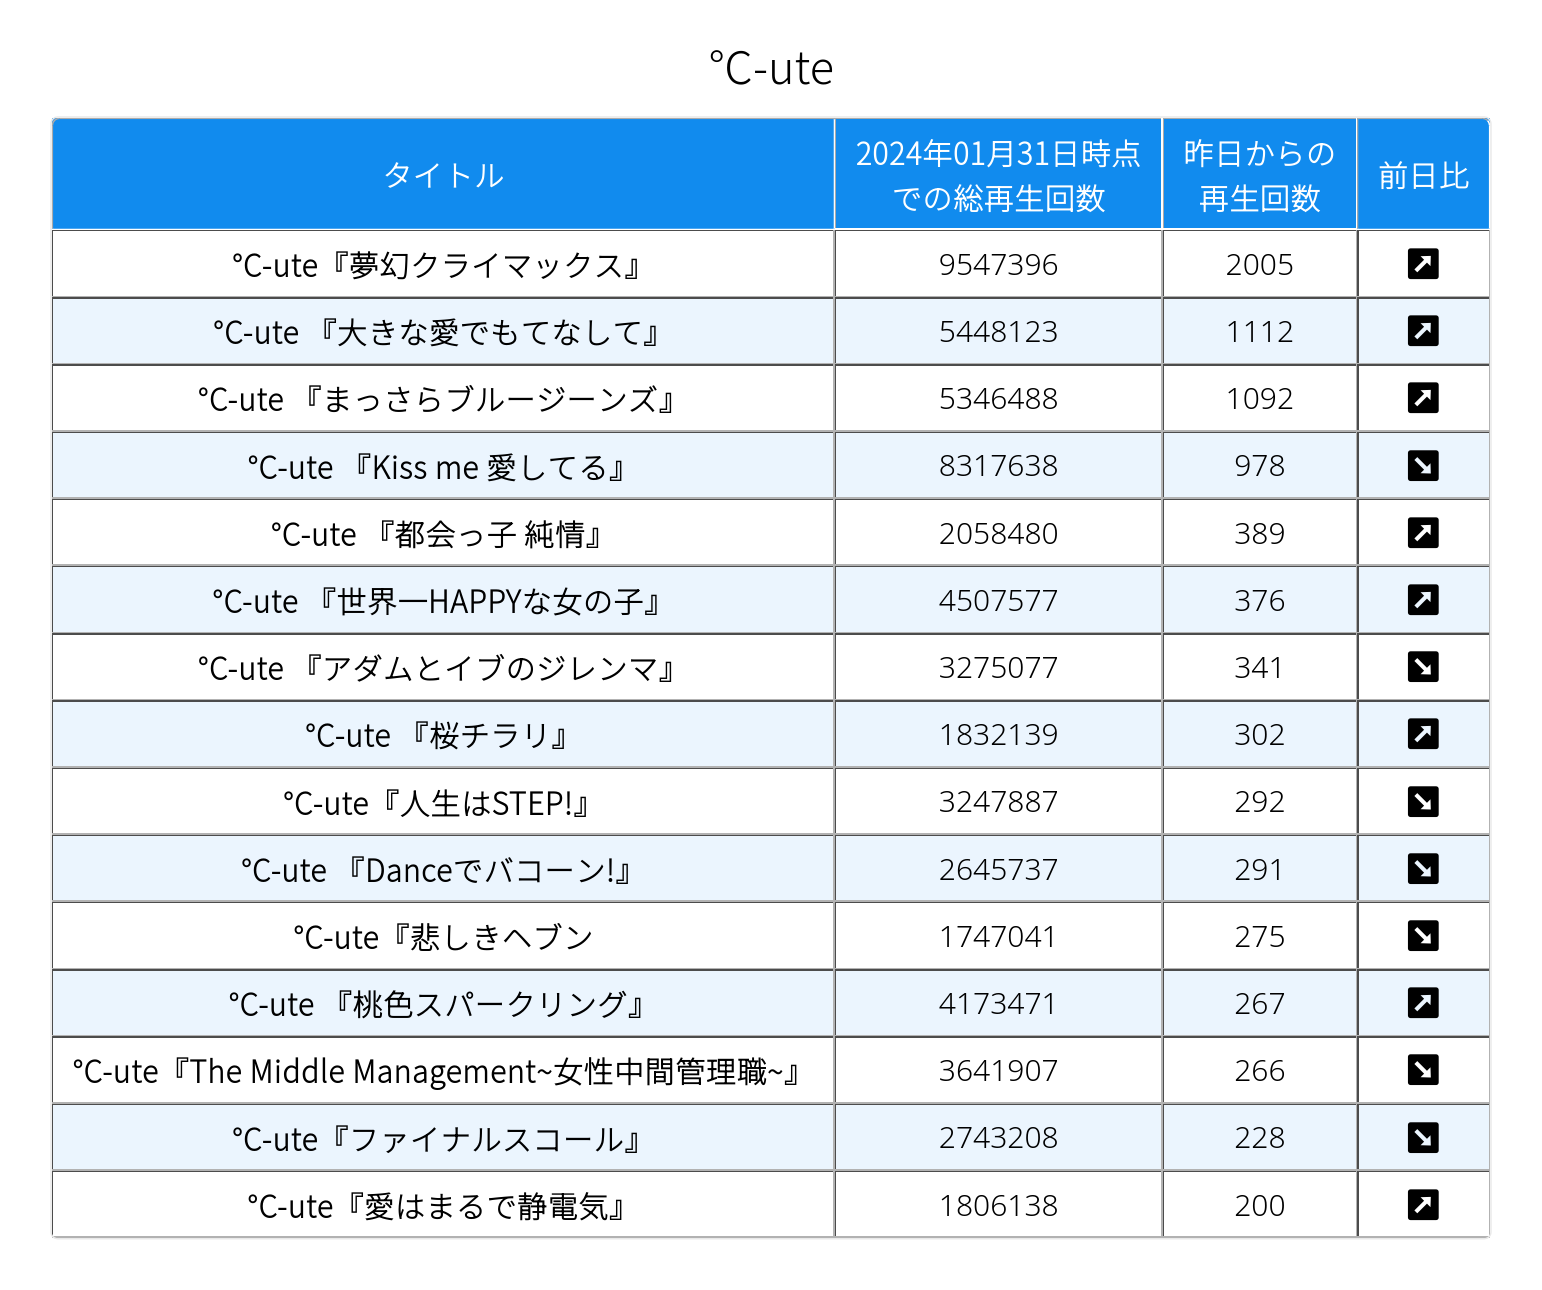 ℃-ute
タイトル
2024年01月31日時点
での総再生回数
昨日からの
再生回数
前日比
℃-ute『夢幻クライマックス』 9547396 2005 ↗
℃-ute 『大きな愛でもてなして』 5448123 1112 ↗
℃-ute 『まっさらブルージーンズ』 5346488 1092 ↗
℃-ute 『Kiss me 愛してる』 8317638 978 ↘
℃-ute 『都会っ子 純情』 2058480 389 ↗
℃-ute 『世界一HAPPYな女の子』 4507577 376 ↗
℃-ute 『アダムとイブのジレンマ』 3275077 341 ↘
℃-ute 『桜チラリ』 1832139 302 ↗
℃-ute『人生はSTEP!』 3247887 292 ↘
℃-ute 『Danceでバコーン!』 2645737 291 ↘
℃-ute『悲しきヘブン 1747041 275 ↘
℃-ute 『桃色スパークリング』 4173471 267 ↗
℃-ute『The Middle Management~女性中間管理職~』 3641907 266 ↘
℃-ute『ファイナルスコール』 2743208 228 ↘
℃-ute『愛はまるで静電気』 1806138 200 ↗